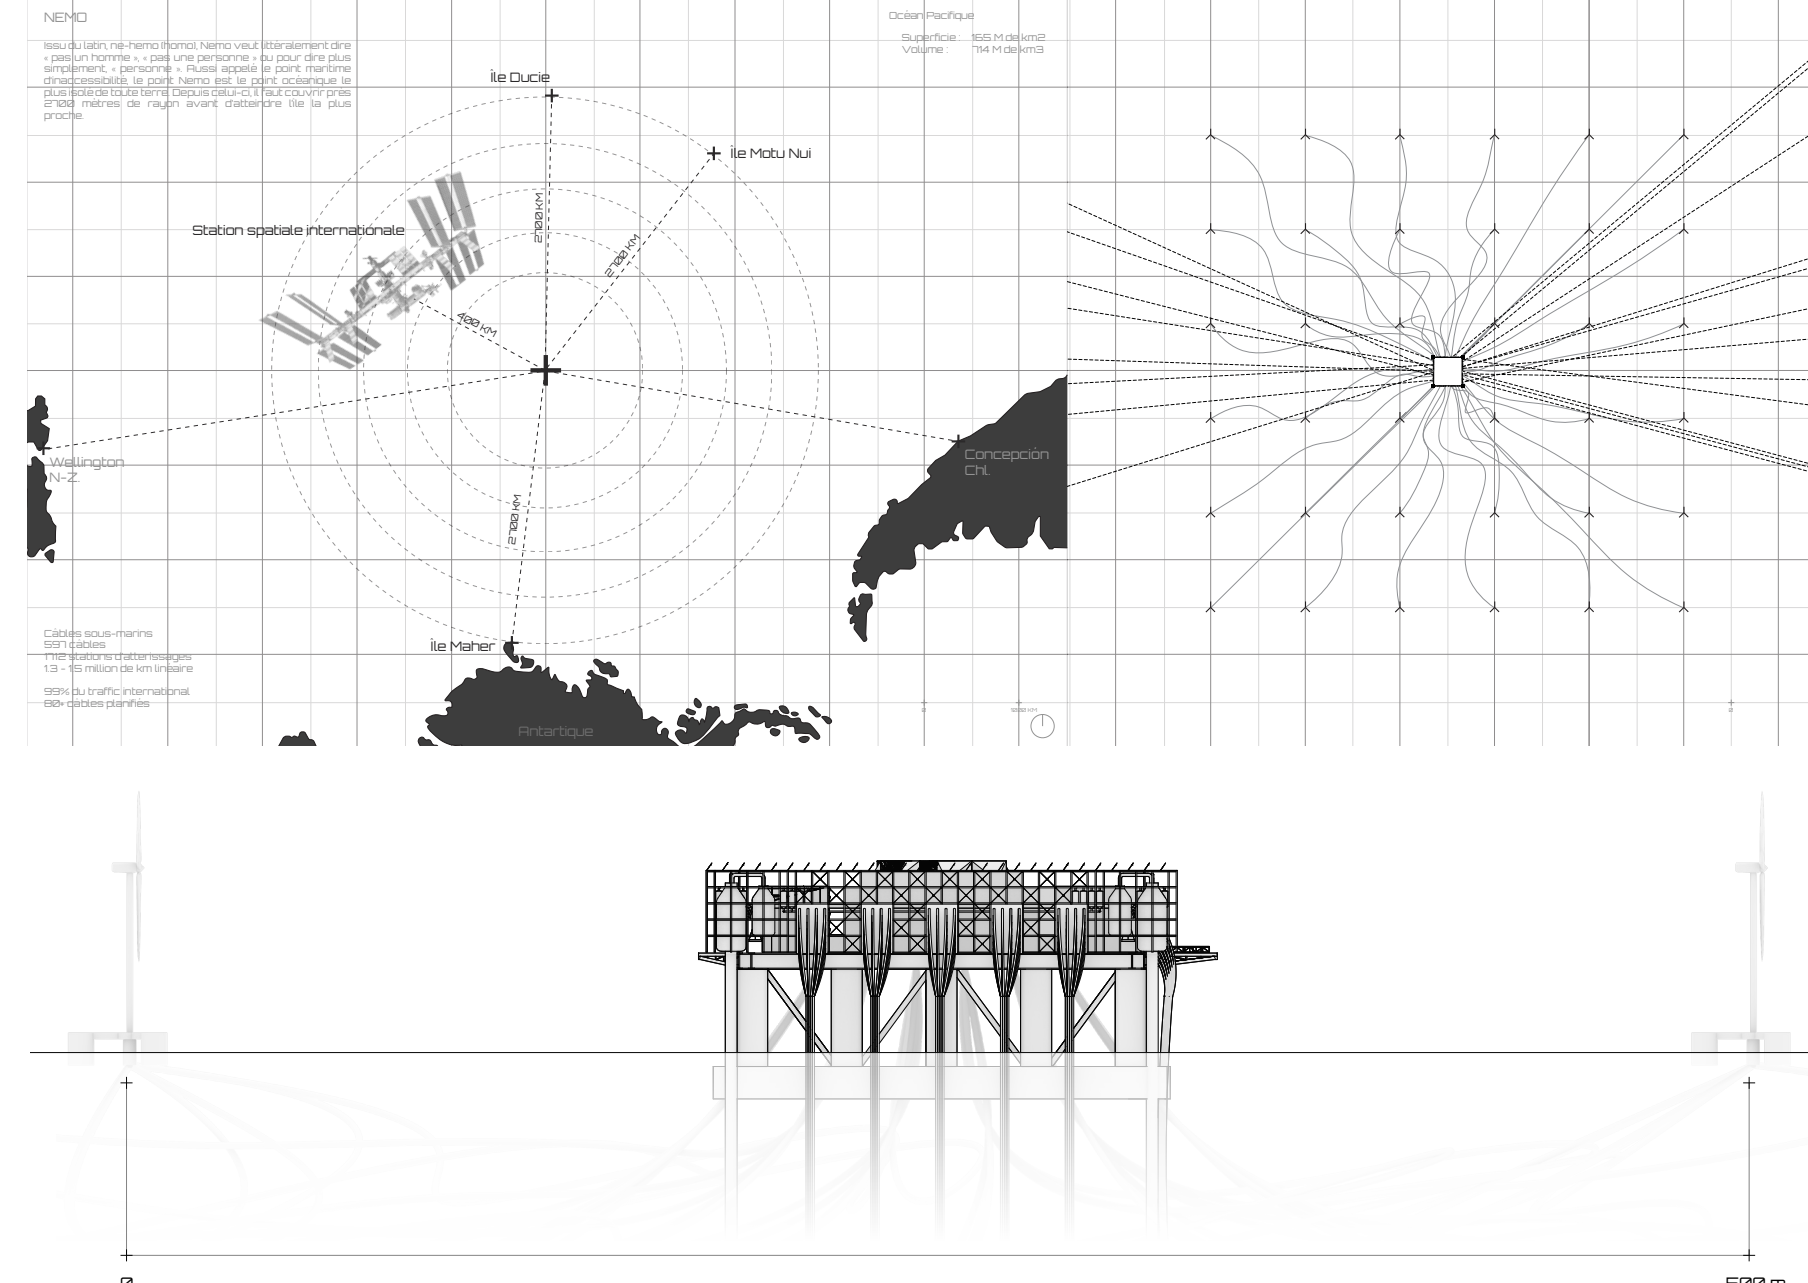 NEMO
Issu du latin, ne-hemo (homo), Nemo veut littéralement dire
« pas un homme », « pas une personne » ou pour dire plus
simplement, « personne ». Aussi appelé le point maritime
d'inaccessibilité, le point Nemo est le point océanique le
plus isolé de toute terre. Depuis celui-ci, il faut couvrir près
2700 mètres de rayon avant d'atteindre l'île la plus
proche.
Océan Pacifique
Superficie : 165 M de km2
Volume : 714 M de km3
Île Ducie
Île Motu Nui
Station spatiale internationale
2700 KM
2700 KM
400 KM
Wellington
N-Z.
Concepción
Chl.
2700 KM
Île Maher
Câbles sous-marins
597 câbles
1712 stations d'atterissages
1.3 - 1.5 million de km linéaire
99% du traffic international
80+ câbles planifiés
Antartique
0
1000 KM
0
0
500 m